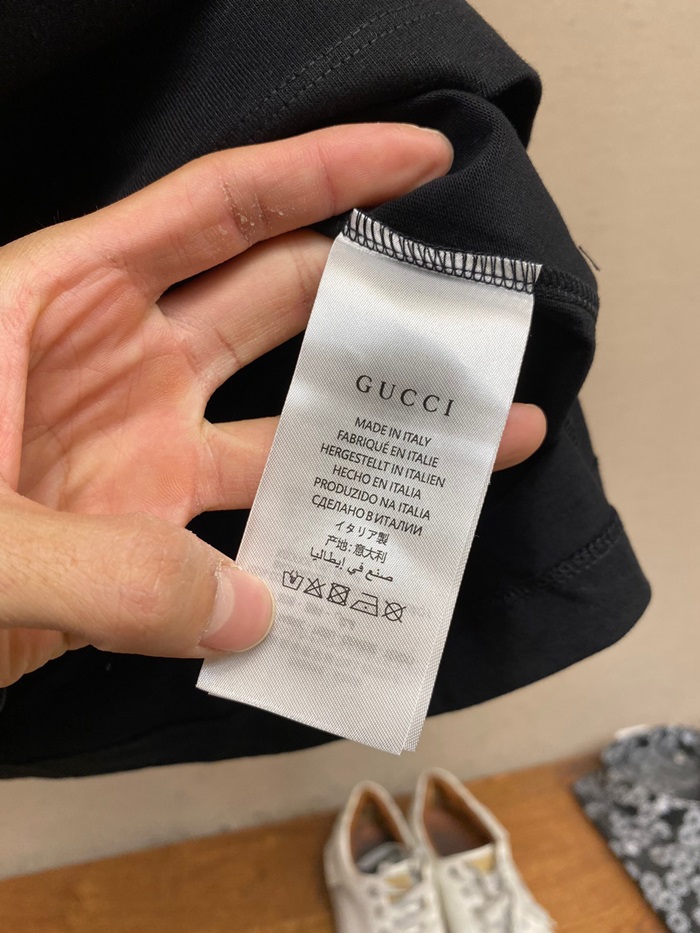 GUCCI
MADE IN ITALY
FABRIQUÉ EN ITALIE
HERGESTELLT IN ITALIEN
HECHO EN ITALIA
PRODUZIDO NA ITALIA
СДЕЛАНО В ИТАЛИИ
イタリア製
产地:意大利
صنع في إيطاليا